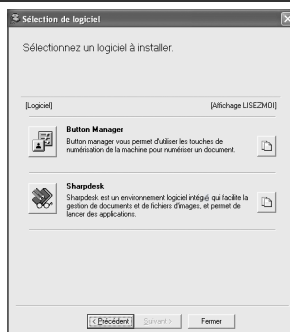 Sélection de logiciel
Sélectionnez un logiciel à installer.
[Logiciel] [Affichage LISEZMOI]
Button Manager
Button manager vous permet d'utiliser les touches de
numérisation de la machine pour numériser un document.
Sharpdesk
Sharpdesk est un environnement logiciel intégré qui facilite la
gestion de documents et de fichiers d'images, et permet de
lancer des applications.
< Précédent Suivant > Fermer